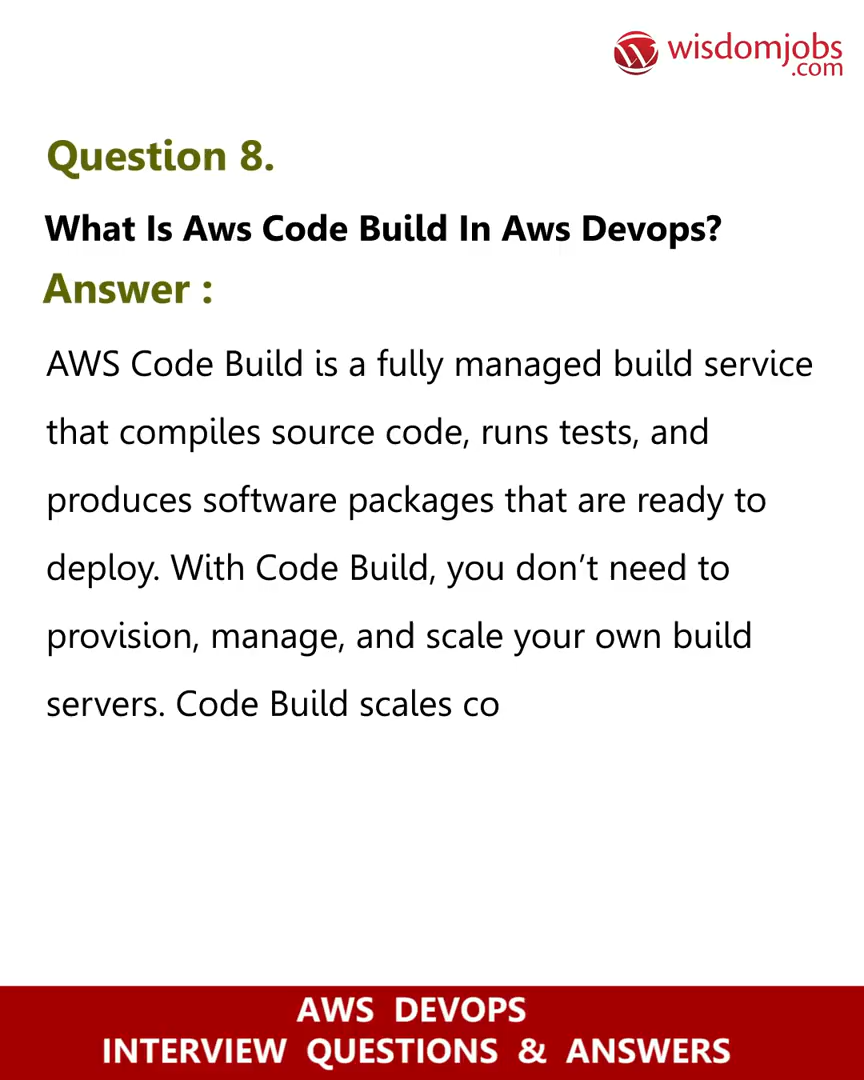 wisdomjobs
.com
Question 8.
What Is Aws Code Build In Aws Devops?
Answer :
AWS Code Build is a fully managed build service
that compiles source code, runs tests, and
produces software packages that are ready to
deploy. With Code Build, you don’t need to
provision, manage, and scale your own build
servers. Code Build scales co
AWS DEVOPS
INTERVIEW QUESTIONS & ANSWERS